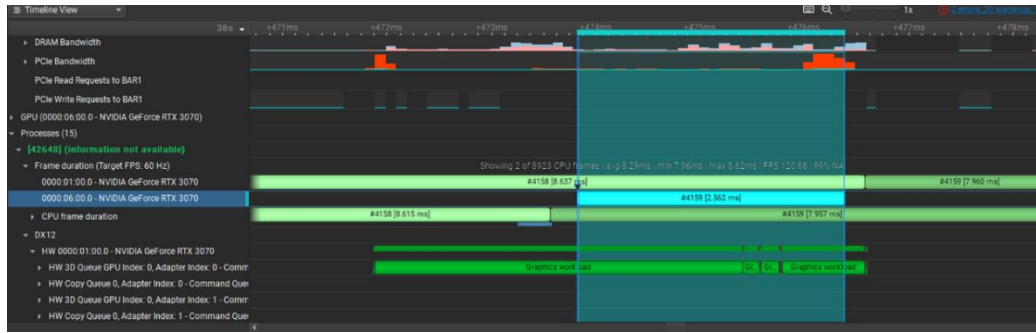 Timeline View
1x
2 errors, 20 warnings
38s +471ms +472ms +473ms +474ms +475ms +476ms +477ms +478ms
DRAM Bandwidth
PCIe Bandwidth
PCIe Read Requests to BAR1
PCIe Write Requests to BAR1
GPU (0000:06:00.0 - NVIDIA GeForce RTX 3070)
Processes (15)
[42648] (information not available)
Frame duration (Target FPS: 60 Hz)
Showing 2 of 8923 CPU frames | avg 8.29ms | min 7.96ms | max 8.62ms | FPS 120.68 | 99% NA
0000:01:00.0 - NVIDIA GeForce RTX 3070 #4158 [8.637 ms] #4159 [7.960 ms]
0000:06:00.0 - NVIDIA GeForce RTX 3070 #4159 [2.562 ms]
CPU frame duration #4158 [8.615 ms] #4159 [7.957 ms]
DX12
HW 0000:01:00.0 - NVIDIA GeForce RTX 3070
HW 3D Queue GPU Index: 0, Adapter Index: 0 - Comm Graphics workload Gr... Gr... Graphics workload
HW Copy Queue 0, Adapter Index: 0 - Command Que
HW 3D Queue GPU Index: 0, Adapter Index: 1 - Comm
HW Copy Queue 0, Adapter Index: 1 - Command Que